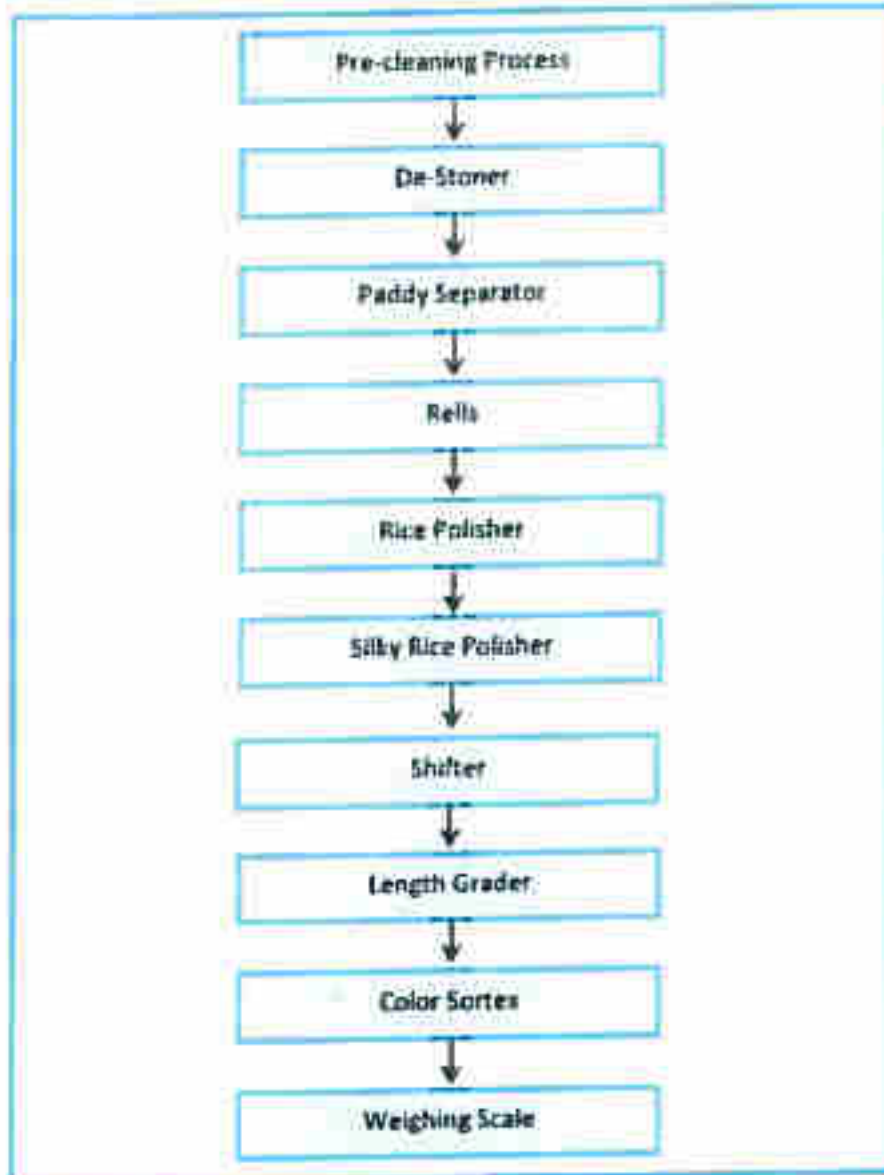 Pre-cleaning Process
De-Stoner
Paddy Separator
Rells
Rice Polisher
Silky Rice Polisher
Shifter
Length Grader
Color Sortex
Weighing Scale